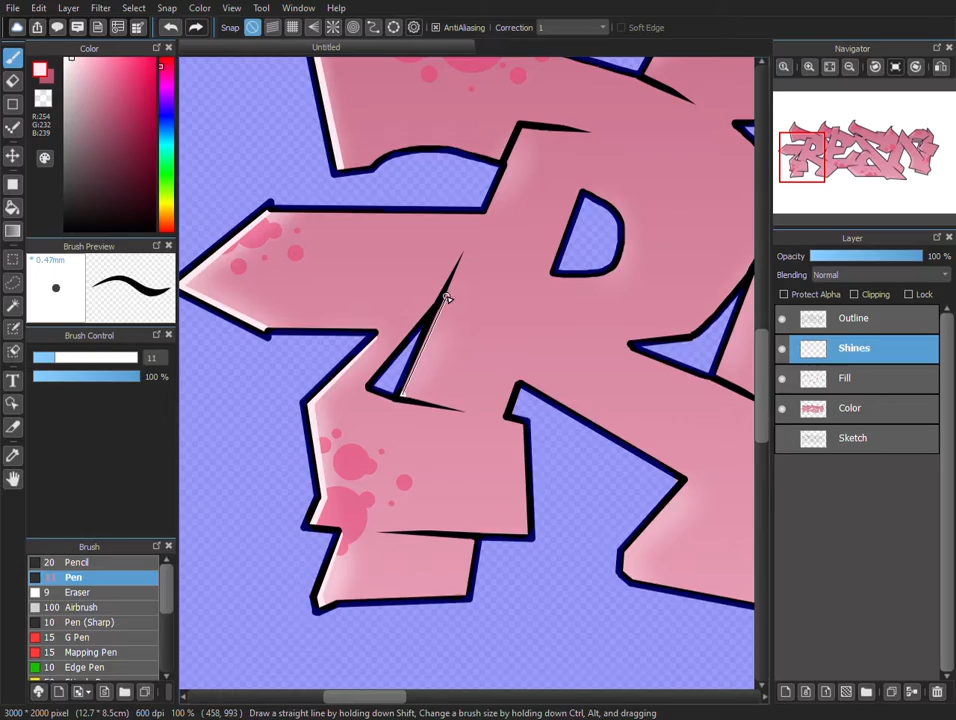 File Edit Layer Filter Select Snap Color View Tool Window Help
Snap AntiAliasing Correction 1 Soft Edge
Color
Untitled
Navigator
R:254
G:232
B:239
Brush Preview
* 0.47mm
Brush Control
11
100 %
Brush
20 Pencil
Pen
9 Eraser
100 Airbrush
10 Pen (Sharp)
15 G Pen
15 Mapping Pen
10 Edge Pen
Layer
Opacity 100 %
Blending Normal
Protect Alpha Clipping Lock
Outline
Shines
Fill
Color
Sketch
3000 * 2000 pixel (12.7 * 8.5cm) 600 dpi 100 % ( 458, 993 ) Draw a straight line by holding down Shift, Change a brush size by holding down Ctrl, Alt, and dragging